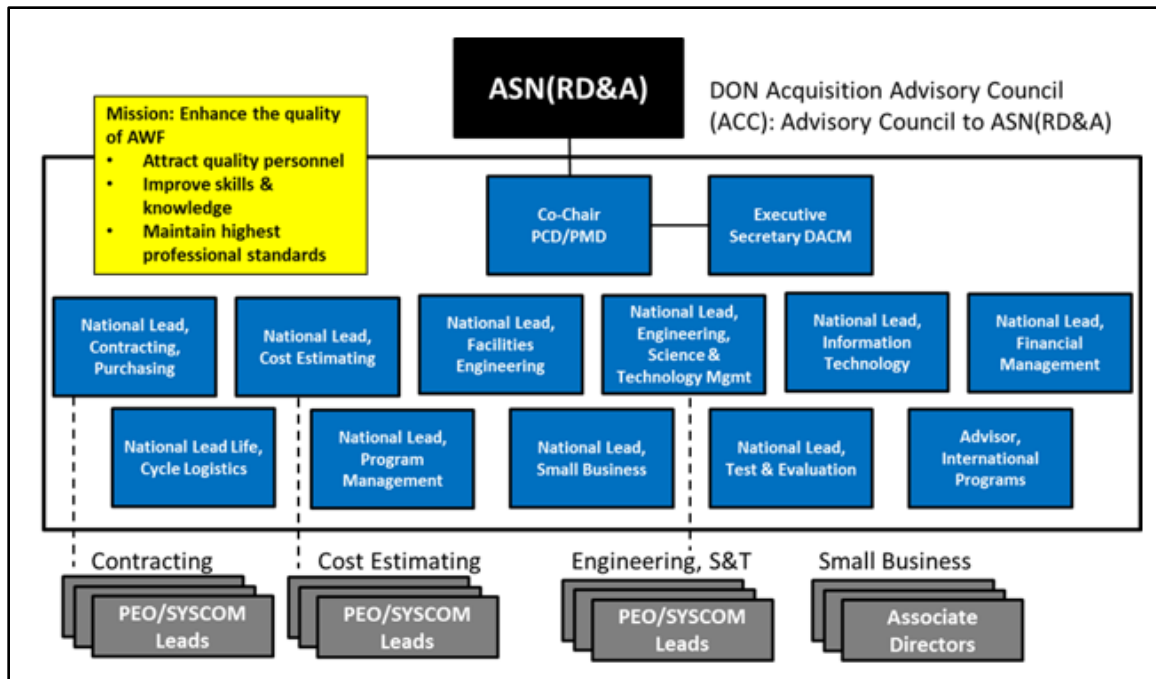 ASN(RD&A)
DON Acquisition Advisory Council
(ACC): Advisory Council to ASN(RD&A)
Mission: Enhance the quality
of AWF
• Attract quality personnel
• Improve skills &
knowledge
• Maintain highest
professional standards
Co-Chair
PCD/PMD
Executive
Secretary DACM
National Lead,
Contracting,
Purchasing
National Lead,
Cost Estimating
National Lead,
Facilities
Engineering
National Lead,
Engineering,
Science &
Technology Mgmt
National Lead,
Information
Technology
National Lead,
Financial
Management
National Lead Life,
Cycle Logistics
National Lead,
Program
Management
National Lead,
Small Business
National Lead,
Test & Evaluation
Advisor,
International
Programs
Contracting
PEO/SYSCOM
Leads
Cost Estimating
PEO/SYSCOM
Leads
Engineering, S&T
PEO/SYSCOM
Leads
Small Business
Associate
Directors